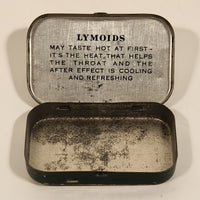 LYMOIDS
MAY TASTE HOT AT FIRST-
IT'S THE HEAT, THAT HELPS
THE THROAT AND THE
AFTER EFFECT IS COOLING
AND REFRESHING